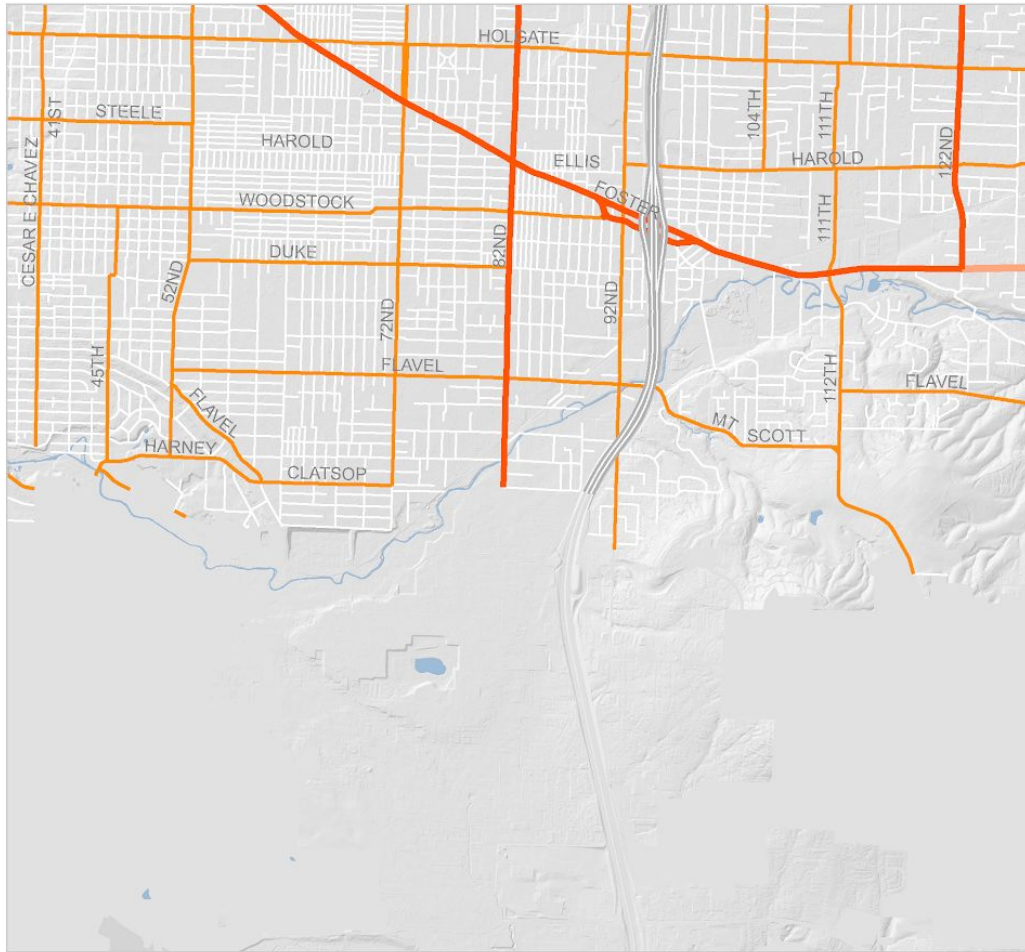 HOLGATE
STEELE
41ST
104TH
111TH
HAROLD
ELLIS
HAROLD
122ND
CESAR E CHAVEZ
WOODSTOCK
FOSTER
111TH
DUKE
82ND
52ND
72ND
92ND
45TH
FLAVEL
112TH
FLAVEL
FLAVEL
MT
SCOTT
HARNEY
CLATSOP